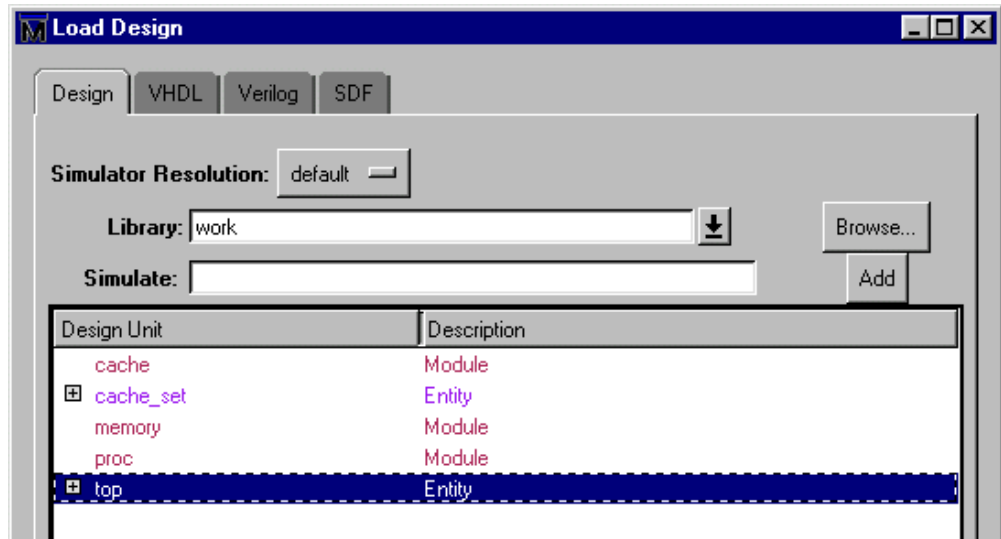 Load Design
Design VHDL Verilog SDF
Simulator Resolution: default
Library: work Browse...
Simulate: Add
Design Unit Description
cache Module
cache_set Entity
memory Module
proc Module
top Entity